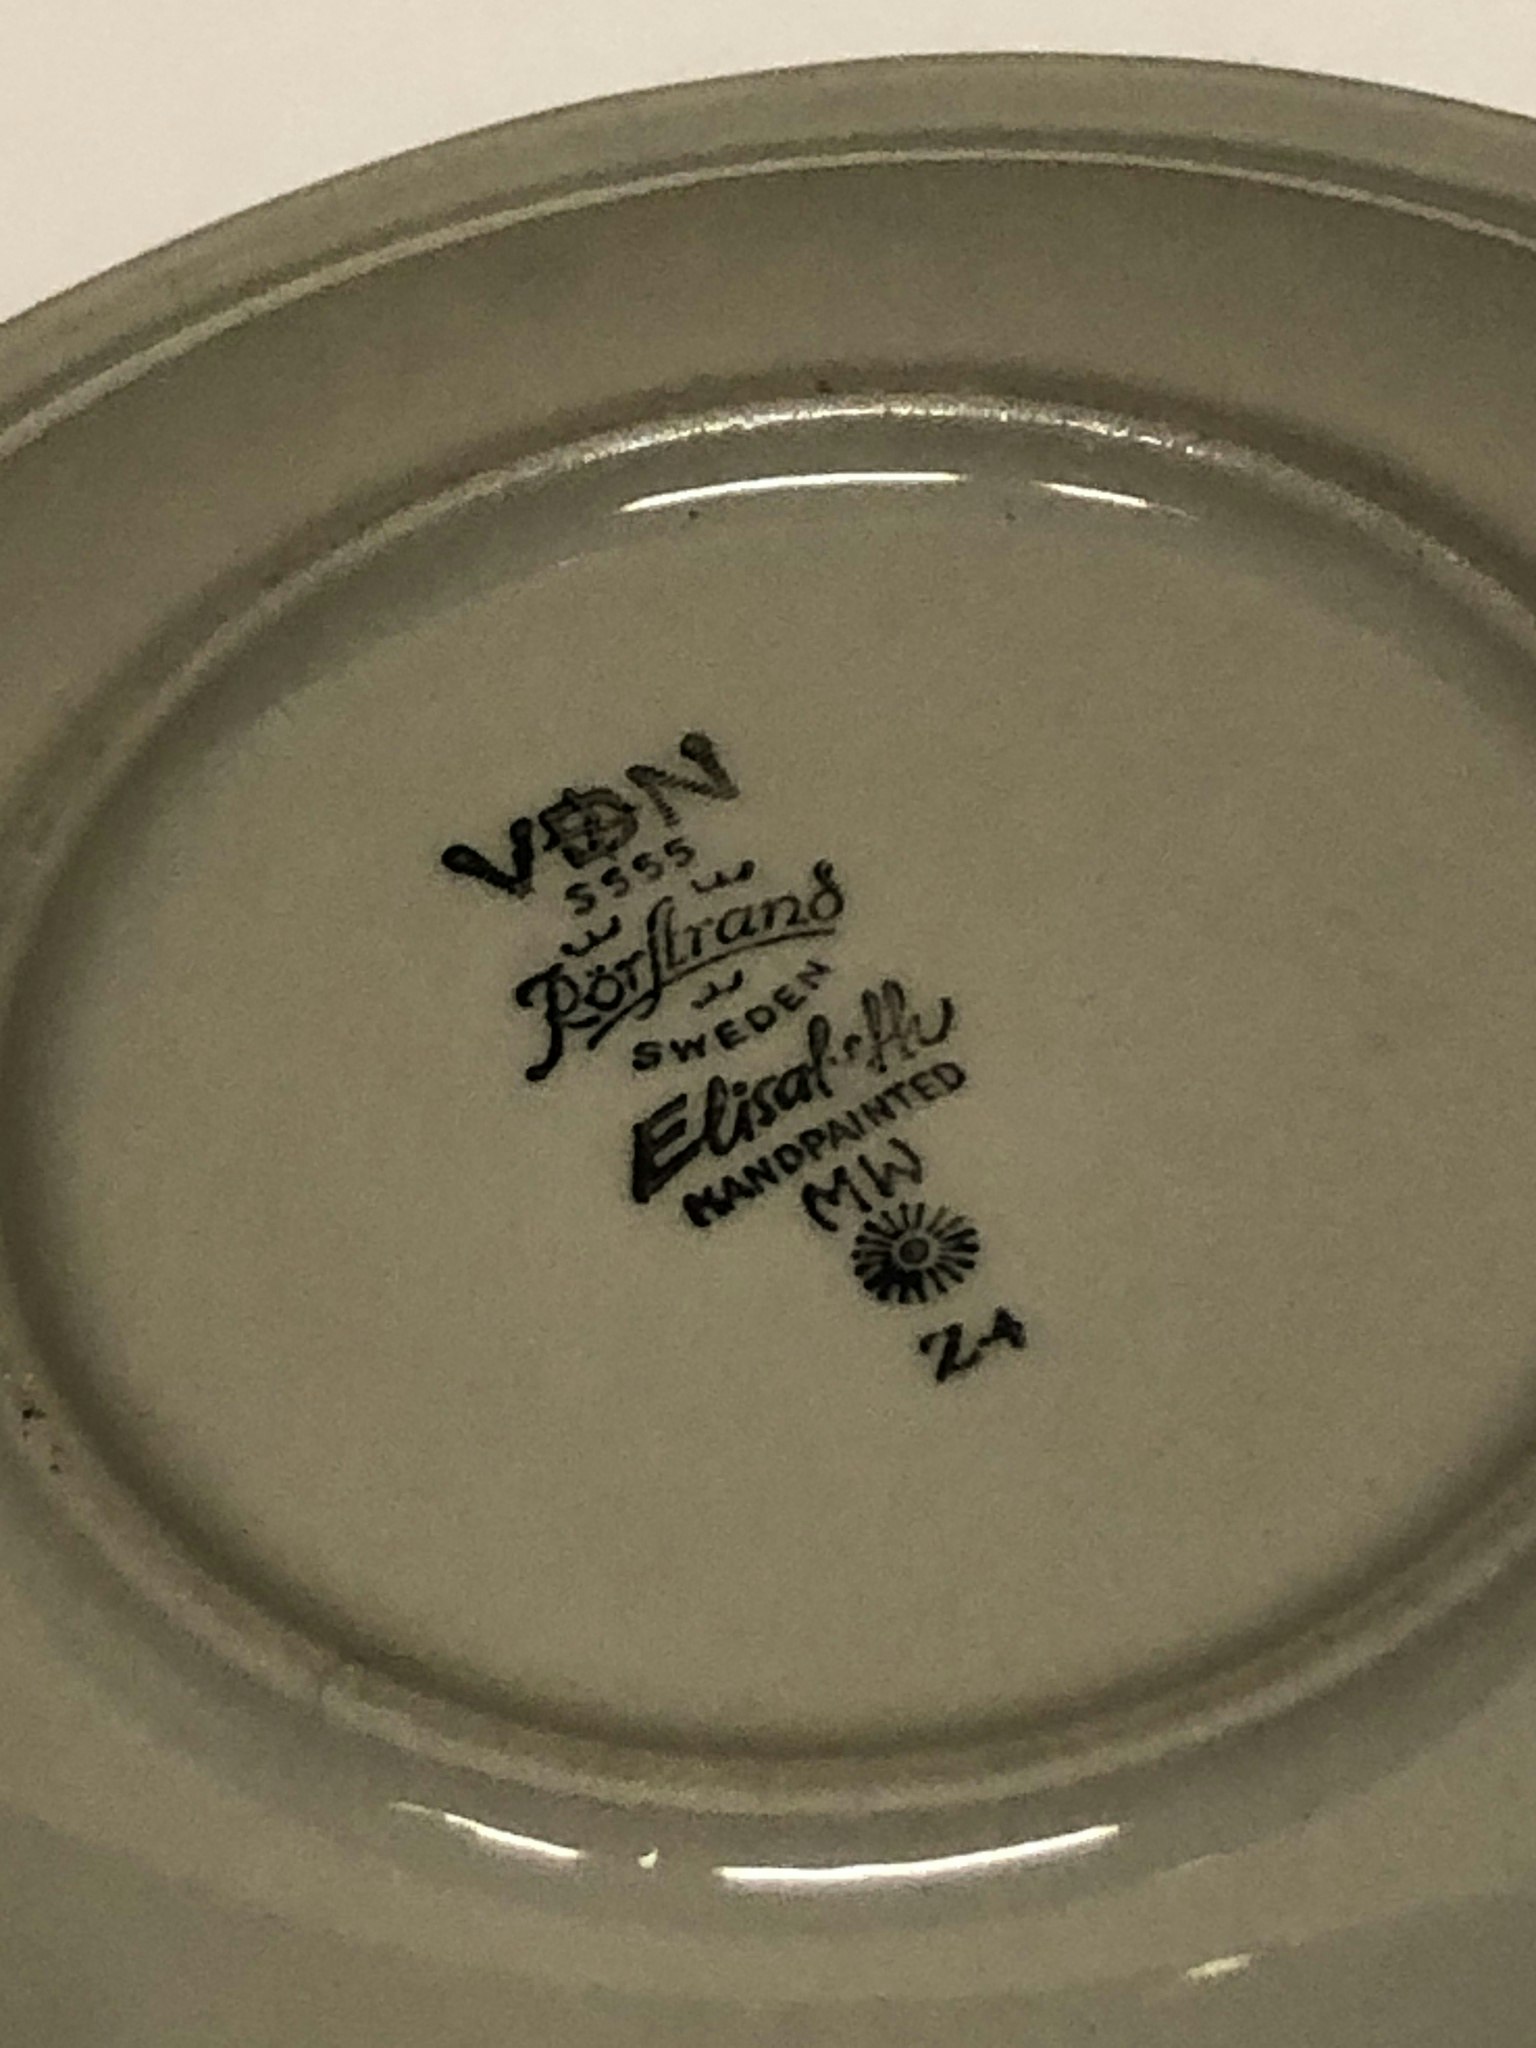 VDN
5555
Rörstrand
SWEDEN
Elisabeth
HANDPAINTED
MW
Z-4